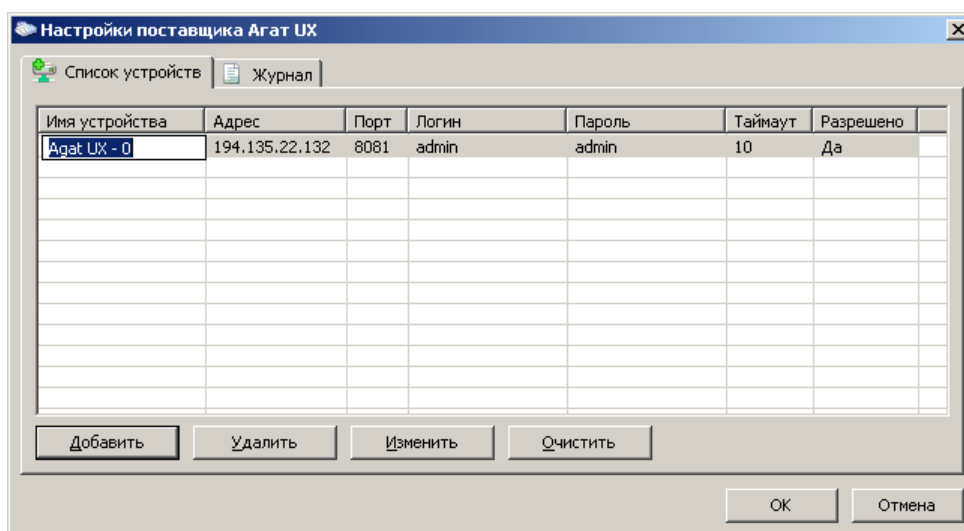 Настройки поставщика Агат UX
Список устройств Журнал
Имя устройства Адрес Порт Логин Пароль Таймаут Разрешено
Agat UX - 0 194.135.22.132 8081 admin admin 10 Да
Добавить Удалить Изменить Очистить
OK Отмена